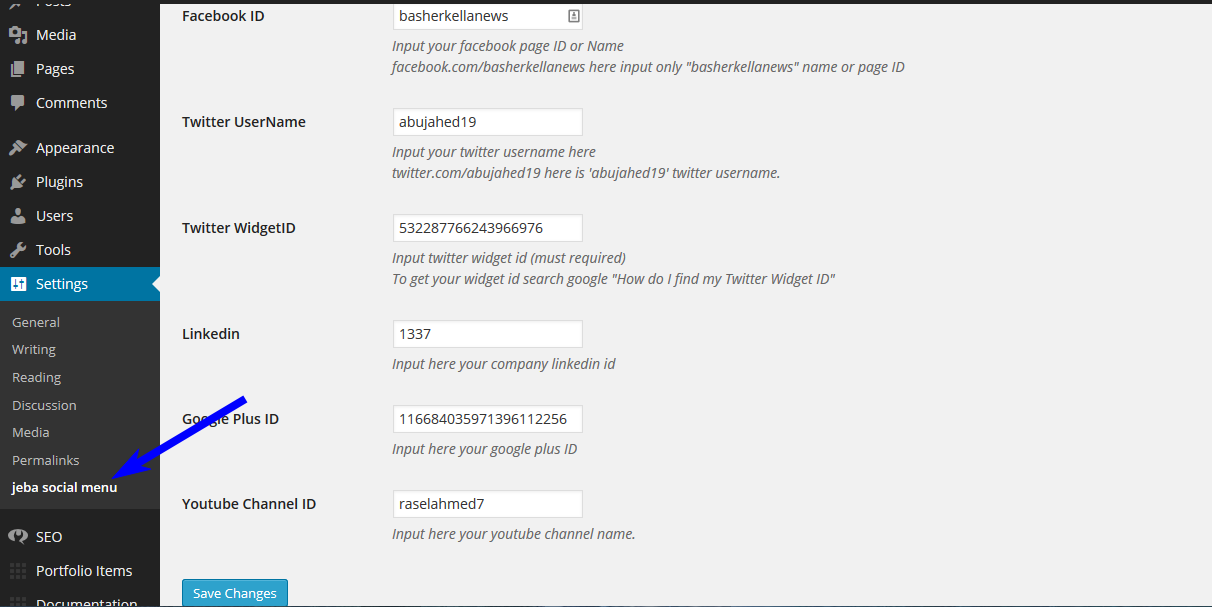 Posts
Media
Pages
Comments
Appearance
Plugins
Users
Tools
Settings
General
Writing
Reading
Discussion
Media
Permalinks
jeba social menu
SEO
Portfolio Items
Documentation
Facebook ID
basherkellanews
Input your facebook page ID or Name
facebook.com/basherkellanews here input only "basherkellanews" name or page ID
Twitter UserName
abujahed19
Input your twitter username here
twitter.com/abujahed19 here is 'abujahed19' twitter username.
Twitter WidgetID
532287766243966976
Input twitter widget id (must required)
To get your widget id search google "How do I find my Twitter Widget ID"
Linkedin
1337
Input here your company linkedin id
Google Plus ID
116684035971396112256
Input here your google plus ID
Youtube Channel ID
raselahmed7
Input here your youtube channel name.
Save Changes